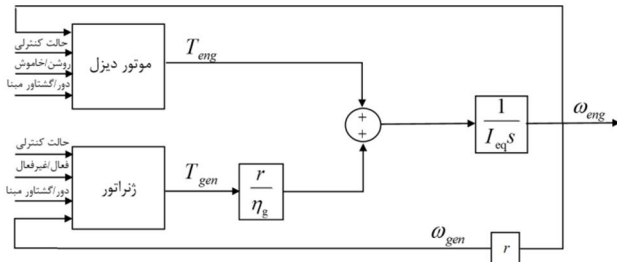 حالت کنترلی
روشن/خاموش
دور/گشتاور مبنا
موتور دیزل
T_eng
+
+
1
I_eq s
ω_eng
حالت کنترلی
فعال/غیرفعال
دور/گشتاور مبنا
ژنراتور
T_gen
r
η_g
ω_gen
r